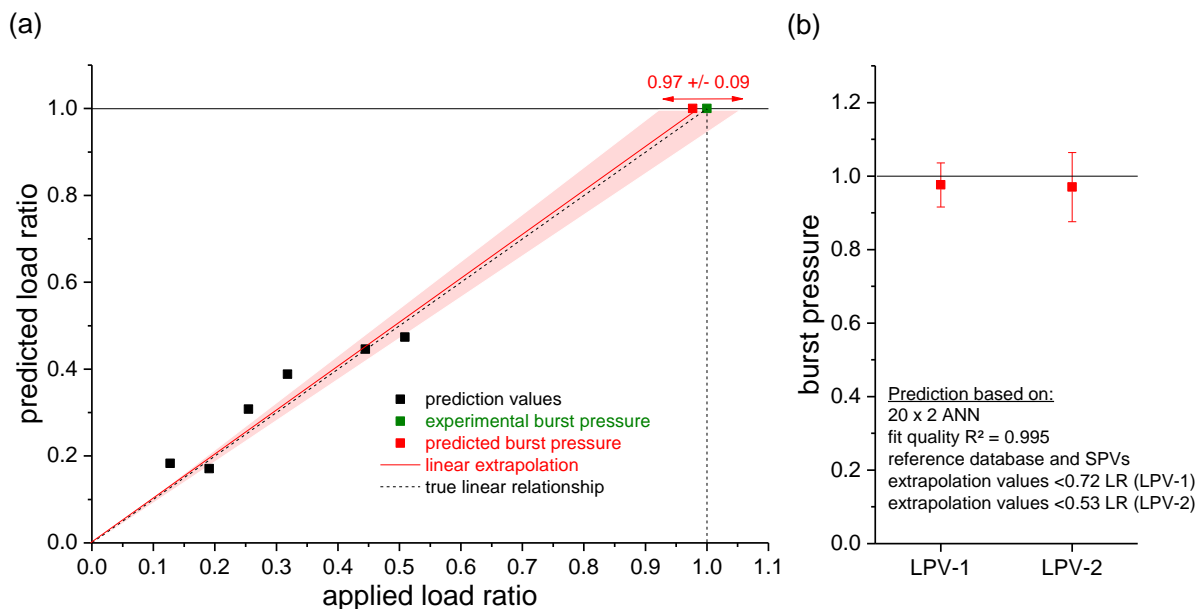 (a)
0.97 +/- 0.09
1.0
0.8
0.6
0.4
0.2
0.0
predicted load ratio
prediction values
experimental burst pressure
predicted burst pressure
linear extrapolation
true linear relationship
0.0 0.1 0.2 0.3 0.4 0.5 0.6 0.7 0.8 0.9 1.0 1.1
applied load ratio
(b)
1.2
1.0
0.8
0.6
0.4
0.2
0.0
burst pressure
Prediction based on:
20 x 2 ANN
fit quality R² = 0.995
reference database and SPVs
extrapolation values <0.72 LR (LPV-1)
extrapolation values <0.53 LR (LPV-2)
LPV-1 LPV-2